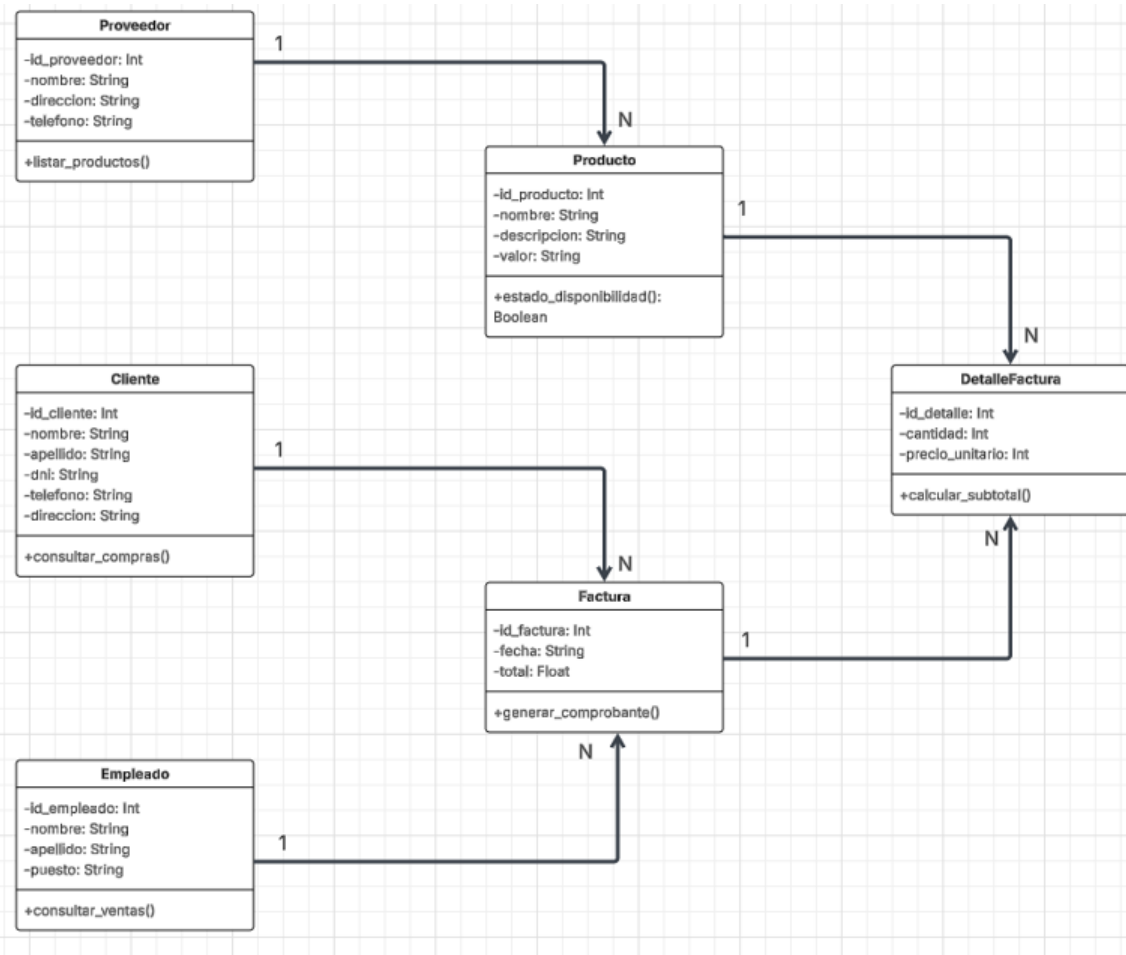 Proveedor
-id_proveedor: Int
-nombre: String
-direccion: String
-telefono: String
+listar_productos()
1
N
Producto
-id_producto: Int
-nombre: String
-descripcion: String
-valor: String
+estado_disponibilidad():
Boolean
1
N
Cliente
-id_cliente: Int
-nombre: String
-apellido: String
-dni: String
-telefono: String
-direccion: String
+consultar_compras()
1
N
DetalleFactura
-id_detalle: Int
-cantidad: Int
-precio_unitario: Int
+calcular_subtotal()
N
Factura
-id_factura: Int
-fecha: String
-total: Float
+generar_comprobante()
1
N
Empleado
-id_empleado: Int
-nombre: String
-apellido: String
-puesto: String
+consultar_ventas()
1